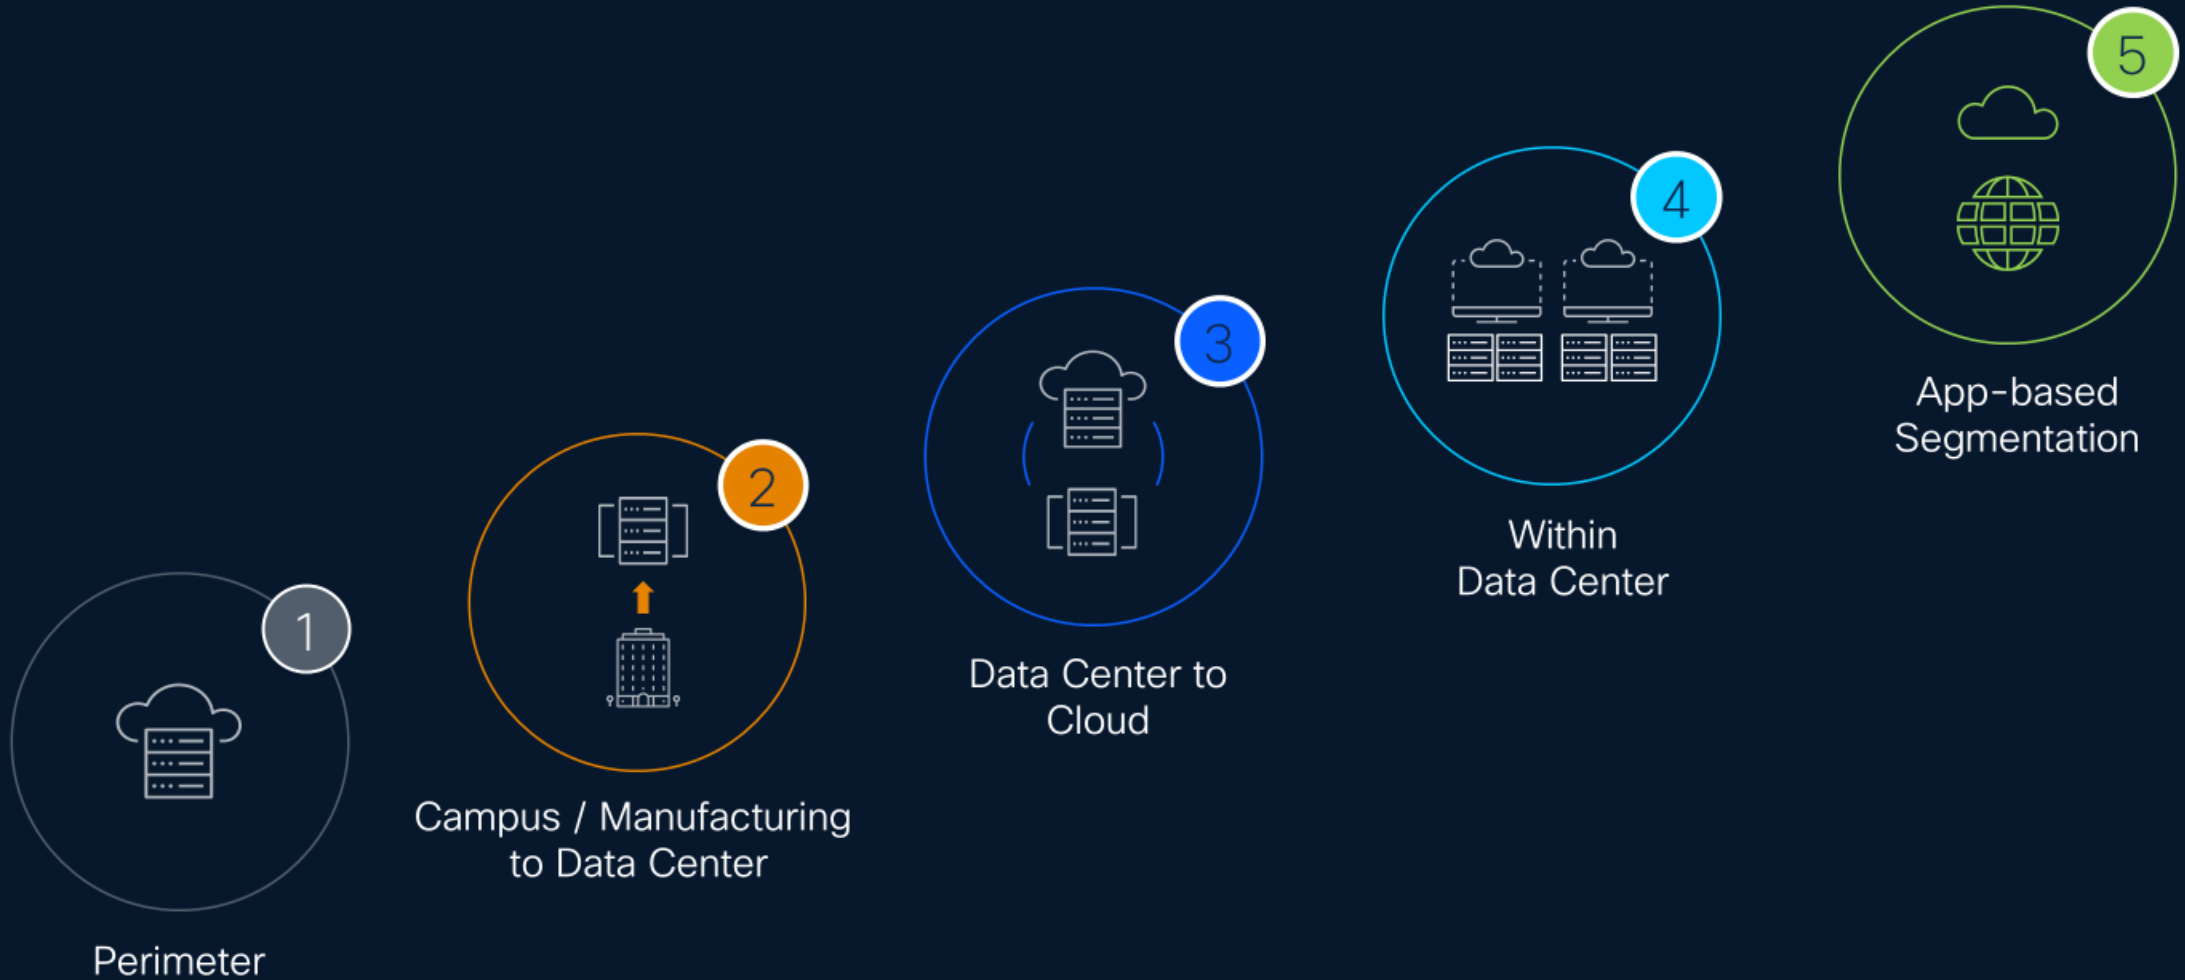 1
Perimeter
2
Campus / Manufacturing
to Data Center
3
Data Center to
Cloud
4
Within
Data Center
5
App-based
Segmentation